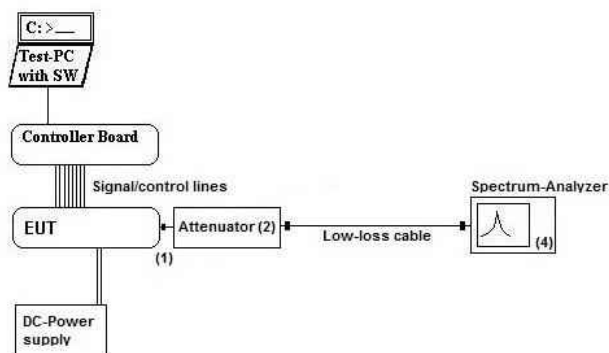 C: >__
Test-PC
with SW
Controller Board
Signal/control lines
Spectrum-Analyzer
EUT
Attenuator (2)
Low-loss cable
(4)
(1)
DC-Power
supply